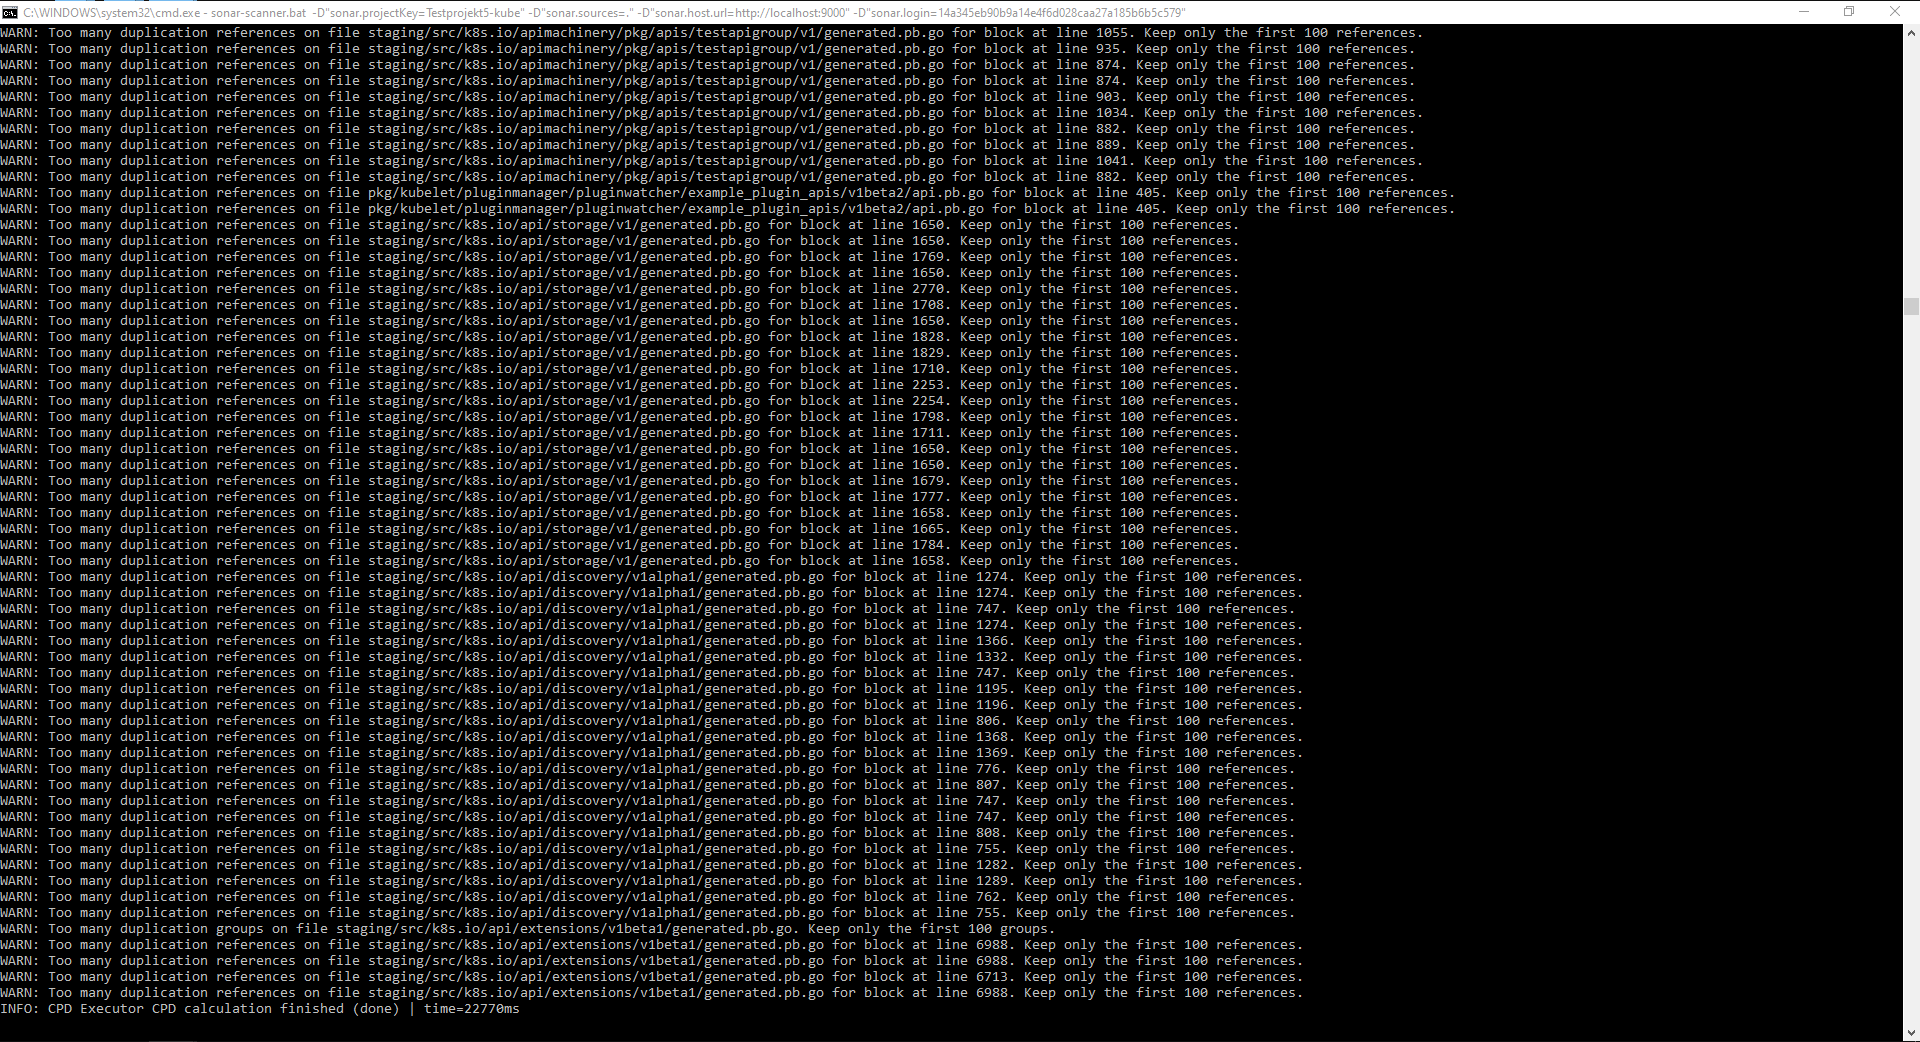 C:\WINDOWS\system32\cmd.exe - sonar-scanner.bat -D"sonar.projectKey=Testprojekt5-kube" -D"sonar.sources=." -D"sonar.host.url=http://localhost:9000" -D"sonar.login=14a345eb90b9a14e4f6d028caa27a185b6b5c579"
WARN: Too many duplication references on file staging/src/k8s.io/apimachinery/pkg/apis/testapigroup/v1/generated.pb.go for block at line 1055. Keep only the first 100 references.
WARN: Too many duplication references on file staging/src/k8s.io/apimachinery/pkg/apis/testapigroup/v1/generated.pb.go for block at line 935. Keep only the first 100 references.
WARN: Too many duplication references on file staging/src/k8s.io/apimachinery/pkg/apis/testapigroup/v1/generated.pb.go for block at line 874. Keep only the first 100 references.
WARN: Too many duplication references on file staging/src/k8s.io/apimachinery/pkg/apis/testapigroup/v1/generated.pb.go for block at line 874. Keep only the first 100 references.
WARN: Too many duplication references on file staging/src/k8s.io/apimachinery/pkg/apis/testapigroup/v1/generated.pb.go for block at line 903. Keep only the first 100 references.
WARN: Too many duplication references on file staging/src/k8s.io/apimachinery/pkg/apis/testapigroup/v1/generated.pb.go for block at line 1034. Keep only the first 100 references.
WARN: Too many duplication references on file staging/src/k8s.io/apimachinery/pkg/apis/testapigroup/v1/generated.pb.go for block at line 882. Keep only the first 100 references.
WARN: Too many duplication references on file staging/src/k8s.io/apimachinery/pkg/apis/testapigroup/v1/generated.pb.go for block at line 889. Keep only the first 100 references.
WARN: Too many duplication references on file staging/src/k8s.io/apimachinery/pkg/apis/testapigroup/v1/generated.pb.go for block at line 1041. Keep only the first 100 references.
WARN: Too many duplication references on file staging/src/k8s.io/apimachinery/pkg/apis/testapigroup/v1/generated.pb.go for block at line 882. Keep only the first 100 references.
WARN: Too many duplication references on file pkg/kubelet/pluginmanager/pluginwatcher/example_plugin_apis/v1beta2/api.pb.go for block at line 405. Keep only the first 100 references.
WARN: Too many duplication references on file pkg/kubelet/pluginmanager/pluginwatcher/example_plugin_apis/v1beta2/api.pb.go for block at line 405. Keep only the first 100 references.
WARN: Too many duplication references on file staging/src/k8s.io/api/storage/v1/generated.pb.go for block at line 1650. Keep only the first 100 references.
WARN: Too many duplication references on file staging/src/k8s.io/api/storage/v1/generated.pb.go for block at line 1650. Keep only the first 100 references.
WARN: Too many duplication references on file staging/src/k8s.io/api/storage/v1/generated.pb.go for block at line 1769. Keep only the first 100 references.
WARN: Too many duplication references on file staging/src/k8s.io/api/storage/v1/generated.pb.go for block at line 1650. Keep only the first 100 references.
WARN: Too many duplication references on file staging/src/k8s.io/api/storage/v1/generated.pb.go for block at line 2770. Keep only the first 100 references.
WARN: Too many duplication references on file staging/src/k8s.io/api/storage/v1/generated.pb.go for block at line 1708. Keep only the first 100 references.
WARN: Too many duplication references on file staging/src/k8s.io/api/storage/v1/generated.pb.go for block at line 1650. Keep only the first 100 references.
WARN: Too many duplication references on file staging/src/k8s.io/api/storage/v1/generated.pb.go for block at line 1828. Keep only the first 100 references.
WARN: Too many duplication references on file staging/src/k8s.io/api/storage/v1/generated.pb.go for block at line 1829. Keep only the first 100 references.
WARN: Too many duplication references on file staging/src/k8s.io/api/storage/v1/generated.pb.go for block at line 1710. Keep only the first 100 references.
WARN: Too many duplication references on file staging/src/k8s.io/api/storage/v1/generated.pb.go for block at line 2253. Keep only the first 100 references.
WARN: Too many duplication references on file staging/src/k8s.io/api/storage/v1/generated.pb.go for block at line 2254. Keep only the first 100 references.
WARN: Too many duplication references on file staging/src/k8s.io/api/storage/v1/generated.pb.go for block at line 1798. Keep only the first 100 references.
WARN: Too many duplication references on file staging/src/k8s.io/api/storage/v1/generated.pb.go for block at line 1711. Keep only the first 100 references.
WARN: Too many duplication references on file staging/src/k8s.io/api/storage/v1/generated.pb.go for block at line 1650. Keep only the first 100 references.
WARN: Too many duplication references on file staging/src/k8s.io/api/storage/v1/generated.pb.go for block at line 1650. Keep only the first 100 references.
WARN: Too many duplication references on file staging/src/k8s.io/api/storage/v1/generated.pb.go for block at line 1679. Keep only the first 100 references.
WARN: Too many duplication references on file staging/src/k8s.io/api/storage/v1/generated.pb.go for block at line 1777. Keep only the first 100 references.
WARN: Too many duplication references on file staging/src/k8s.io/api/storage/v1/generated.pb.go for block at line 1658. Keep only the first 100 references.
WARN: Too many duplication references on file staging/src/k8s.io/api/storage/v1/generated.pb.go for block at line 1665. Keep only the first 100 references.
WARN: Too many duplication references on file staging/src/k8s.io/api/storage/v1/generated.pb.go for block at line 1784. Keep only the first 100 references.
WARN: Too many duplication references on file staging/src/k8s.io/api/storage/v1/generated.pb.go for block at line 1658. Keep only the first 100 references.
WARN: Too many duplication references on file staging/src/k8s.io/api/discovery/v1alpha1/generated.pb.go for block at line 1274. Keep only the first 100 references.
WARN: Too many duplication references on file staging/src/k8s.io/api/discovery/v1alpha1/generated.pb.go for block at line 1274. Keep only the first 100 references.
WARN: Too many duplication references on file staging/src/k8s.io/api/discovery/v1alpha1/generated.pb.go for block at line 747. Keep only the first 100 references.
WARN: Too many duplication references on file staging/src/k8s.io/api/discovery/v1alpha1/generated.pb.go for block at line 1274. Keep only the first 100 references.
WARN: Too many duplication references on file staging/src/k8s.io/api/discovery/v1alpha1/generated.pb.go for block at line 1366. Keep only the first 100 references.
WARN: Too many duplication references on file staging/src/k8s.io/api/discovery/v1alpha1/generated.pb.go for block at line 1332. Keep only the first 100 references.
WARN: Too many duplication references on file staging/src/k8s.io/api/discovery/v1alpha1/generated.pb.go for block at line 747. Keep only the first 100 references.
WARN: Too many duplication references on file staging/src/k8s.io/api/discovery/v1alpha1/generated.pb.go for block at line 1195. Keep only the first 100 references.
WARN: Too many duplication references on file staging/src/k8s.io/api/discovery/v1alpha1/generated.pb.go for block at line 1196. Keep only the first 100 references.
WARN: Too many duplication references on file staging/src/k8s.io/api/discovery/v1alpha1/generated.pb.go for block at line 806. Keep only the first 100 references.
WARN: Too many duplication references on file staging/src/k8s.io/api/discovery/v1alpha1/generated.pb.go for block at line 1368. Keep only the first 100 references.
WARN: Too many duplication references on file staging/src/k8s.io/api/discovery/v1alpha1/generated.pb.go for block at line 1369. Keep only the first 100 references.
WARN: Too many duplication references on file staging/src/k8s.io/api/discovery/v1alpha1/generated.pb.go for block at line 776. Keep only the first 100 references.
WARN: Too many duplication references on file staging/src/k8s.io/api/discovery/v1alpha1/generated.pb.go for block at line 807. Keep only the first 100 references.
WARN: Too many duplication references on file staging/src/k8s.io/api/discovery/v1alpha1/generated.pb.go for block at line 747. Keep only the first 100 references.
WARN: Too many duplication references on file staging/src/k8s.io/api/discovery/v1alpha1/generated.pb.go for block at line 747. Keep only the first 100 references.
WARN: Too many duplication references on file staging/src/k8s.io/api/discovery/v1alpha1/generated.pb.go for block at line 808. Keep only the first 100 references.
WARN: Too many duplication references on file staging/src/k8s.io/api/discovery/v1alpha1/generated.pb.go for block at line 755. Keep only the first 100 references.
WARN: Too many duplication references on file staging/src/k8s.io/api/discovery/v1alpha1/generated.pb.go for block at line 1282. Keep only the first 100 references.
WARN: Too many duplication references on file staging/src/k8s.io/api/discovery/v1alpha1/generated.pb.go for block at line 1289. Keep only the first 100 references.
WARN: Too many duplication references on file staging/src/k8s.io/api/discovery/v1alpha1/generated.pb.go for block at line 762. Keep only the first 100 references.
WARN: Too many duplication references on file staging/src/k8s.io/api/discovery/v1alpha1/generated.pb.go for block at line 755. Keep only the first 100 references.
WARN: Too many duplication groups on file staging/src/k8s.io/api/extensions/v1beta1/generated.pb.go. Keep only the first 100 groups.
WARN: Too many duplication references on file staging/src/k8s.io/api/extensions/v1beta1/generated.pb.go for block at line 6988. Keep only the first 100 references.
WARN: Too many duplication references on file staging/src/k8s.io/api/extensions/v1beta1/generated.pb.go for block at line 6988. Keep only the first 100 references.
WARN: Too many duplication references on file staging/src/k8s.io/api/extensions/v1beta1/generated.pb.go for block at line 6713. Keep only the first 100 references.
WARN: Too many duplication references on file staging/src/k8s.io/api/extensions/v1beta1/generated.pb.go for block at line 6988. Keep only the first 100 references.
INFO: CPD Executor CPD calculation finished (done) | time=22770ms